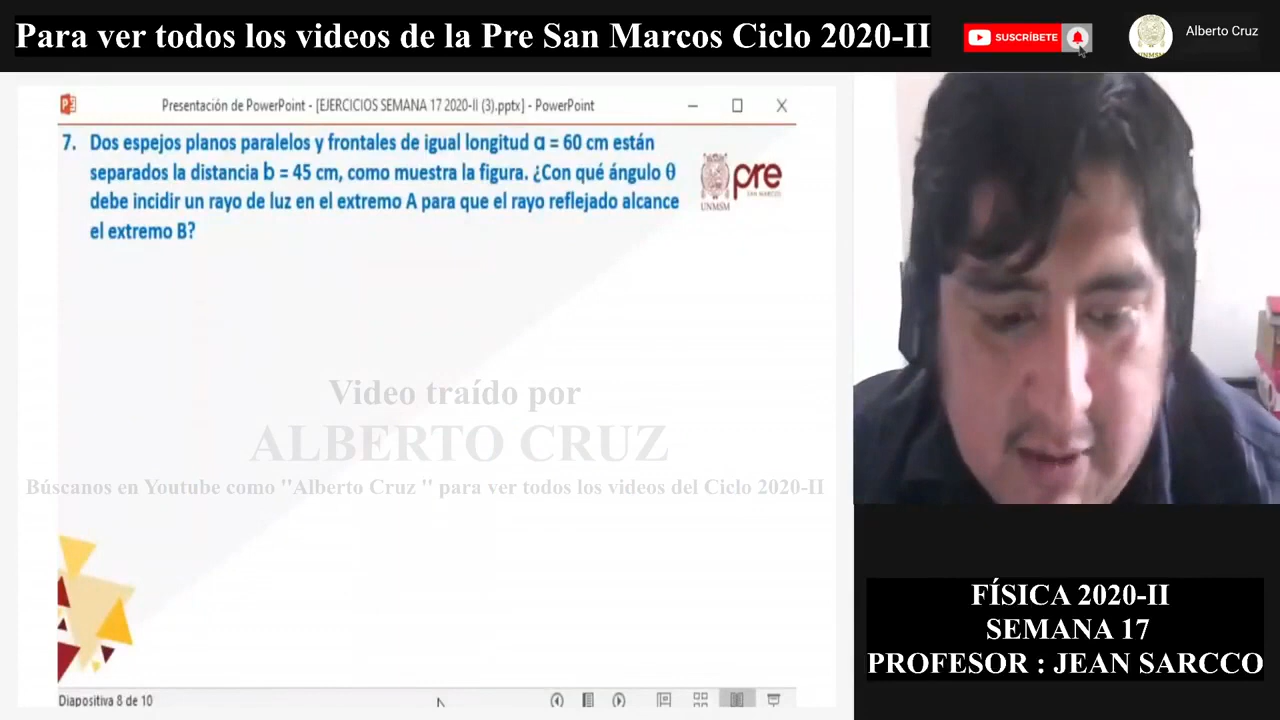 Para ver todos los videos de la Pre San Marcos Ciclo 2020-II
SUSCRÍBETE
Alberto Cruz
UNMSM
Presentación de PowerPoint - [EJERCICIOS SEMANA 17 2020-II (3).pptx] - PowerPoint
7. Dos espejos planos paralelos y frontales de igual longitud ɑ = 60 cm están
separados la distancia b = 45 cm, como muestra la figura. ¿Con qué ángulo θ
debe incidir un rayo de luz en el extremo A para que el rayo reflejado alcance
el extremo B?
pre
SAN MARCOS
UNMSM
Video traído por
ALBERTO CRUZ
Búscanos en Youtube como "Alberto Cruz " para ver todos los videos del Ciclo 2020-II
FÍSICA 2020-II
SEMANA 17
PROFESOR : JEAN SARCCO
Diapositiva 8 de 10